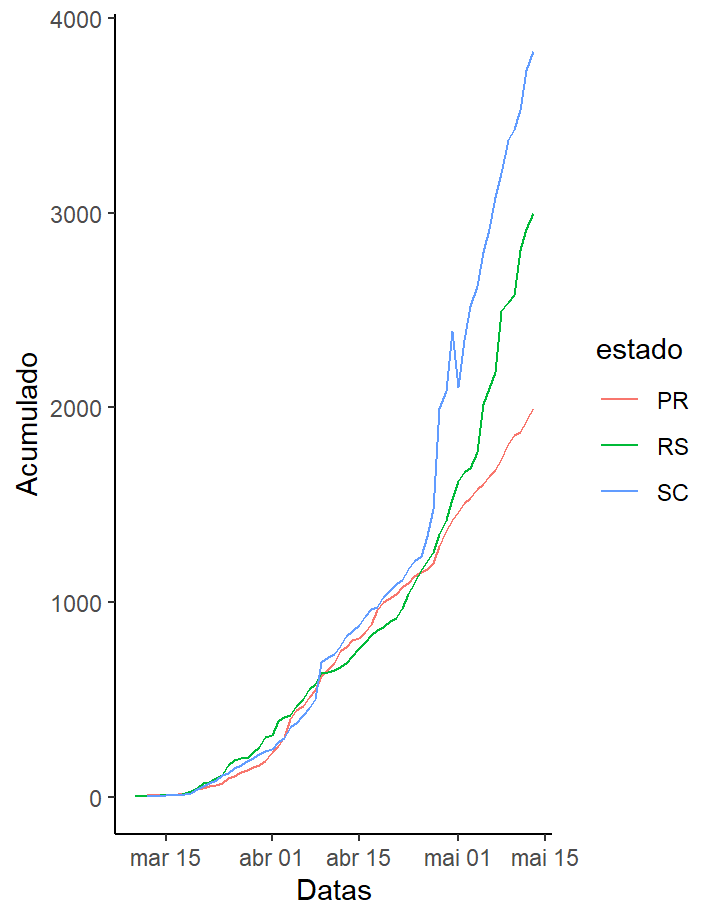 4000
3000
2000
1000
0
Acumulado
mar 15
abr 01
abr 15
mai 01
mai 15
Datas
estado
PR
RS
SC